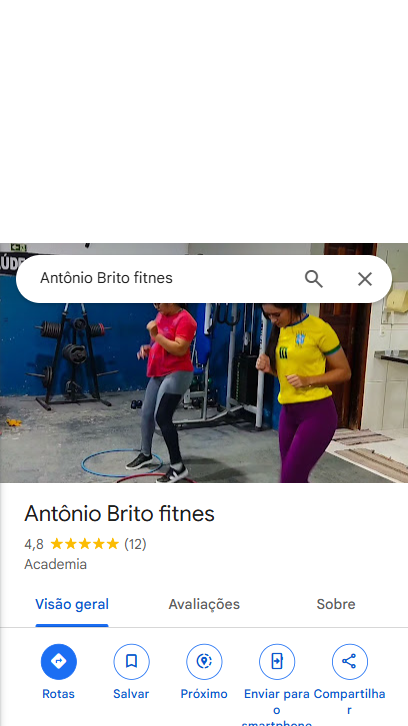 Antônio Brito fitnes
Antônio Brito fitnes
4,8 (12)
Academia
Visão geral Avaliações Sobre
Rotas Salvar Próximo Enviar para o smartphone Compartilhar